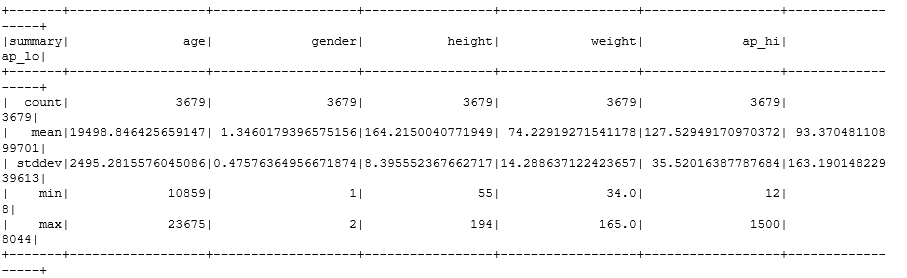 +-------+------------------+-------------------+------------------+------------------+------------------+-------------
-----+
|summary|               age|             gender|            height|            weight|             ap_hi|
ap_lo|
+-------+------------------+-------------------+------------------+------------------+------------------+-------------
-----+
|  count|              3679|               3679|              3679|              3679|              3679|
3679|
|   mean|19498.846425659147| 1.3460179396575156|164.2150040771949| 74.22919271541178|127.52949170970372| 93.370481108
99701|
| stddev|2495.2815576045086|0.47576364956671874|8.395552367662717|14.288637122423657| 35.52016387787684|163.190148229
39613|
|    min|             10859|                  1|                55|              34.0|                12|
8|
|    max|             23675|                  2|               194|             165.0|              1500|
8044|
+-------+------------------+-------------------+------------------+------------------+------------------+-------------
-----+